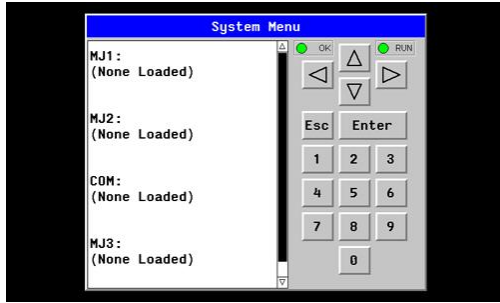 System Menu
MJ1:
(None Loaded)
MJ2:
(None Loaded)
COM:
(None Loaded)
MJ3:
(None Loaded)
OK
RUN
Esc
Enter
1 2 3
4 5 6
7 8 9
0